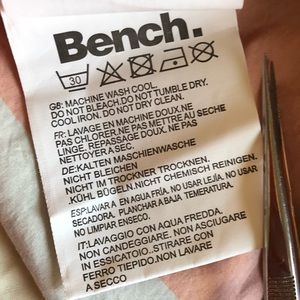 Bench.
30
GB: MACHINE WASH COOL.
DO NOT BLEACH.DO NOT TUMBLE DRY.
COOL IRON. DO NOT DRY CLEAN.
FR: LAVAGE EN MACHINE DOUX.NE
PAS CHLORER.NE PAS METTRE AU SECHE
LINGE. REPASSAGE DOUX. NE PAS
NETTOYER A SEC.
DE:KALTEN MASCHIENWASCHE
NICHT BLEICHEN
NICHT IM TROCKNER TROCKNEN.
.KÜHL BÜGELN.NICHT CHEMISCH REINIGEN.
ESP:LAVAR A EN AGUA FRÍA. NO USAR LEJÍA. NO USAR
SECADORA. PLANCHAR A BAJA TEMPERATURA.
NO LIMPIAR ENSECO.
IT:LAVAGGIO CON AQUA FREDDA.
NON CANDEGGIARE. NON ASCIUGARE
IN ESSICATOIO..STIRARE CON
FERRO TIEPIDO.NON LAVARE
A SECCO